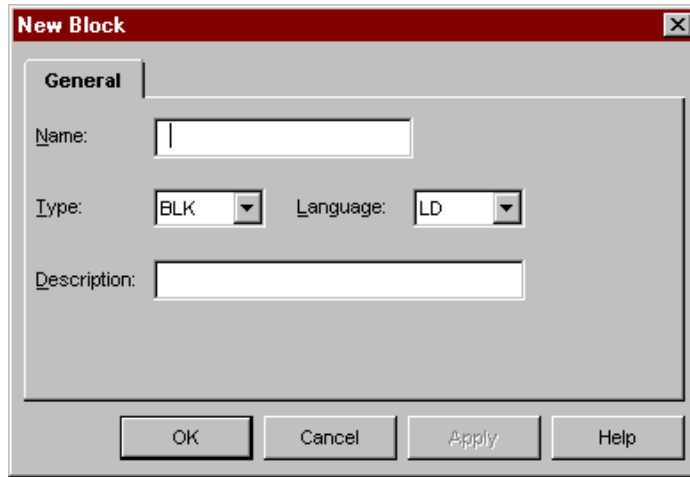 New Block
General
Name:
Type: BLK Language: LD
Description:
OK Cancel Apply Help